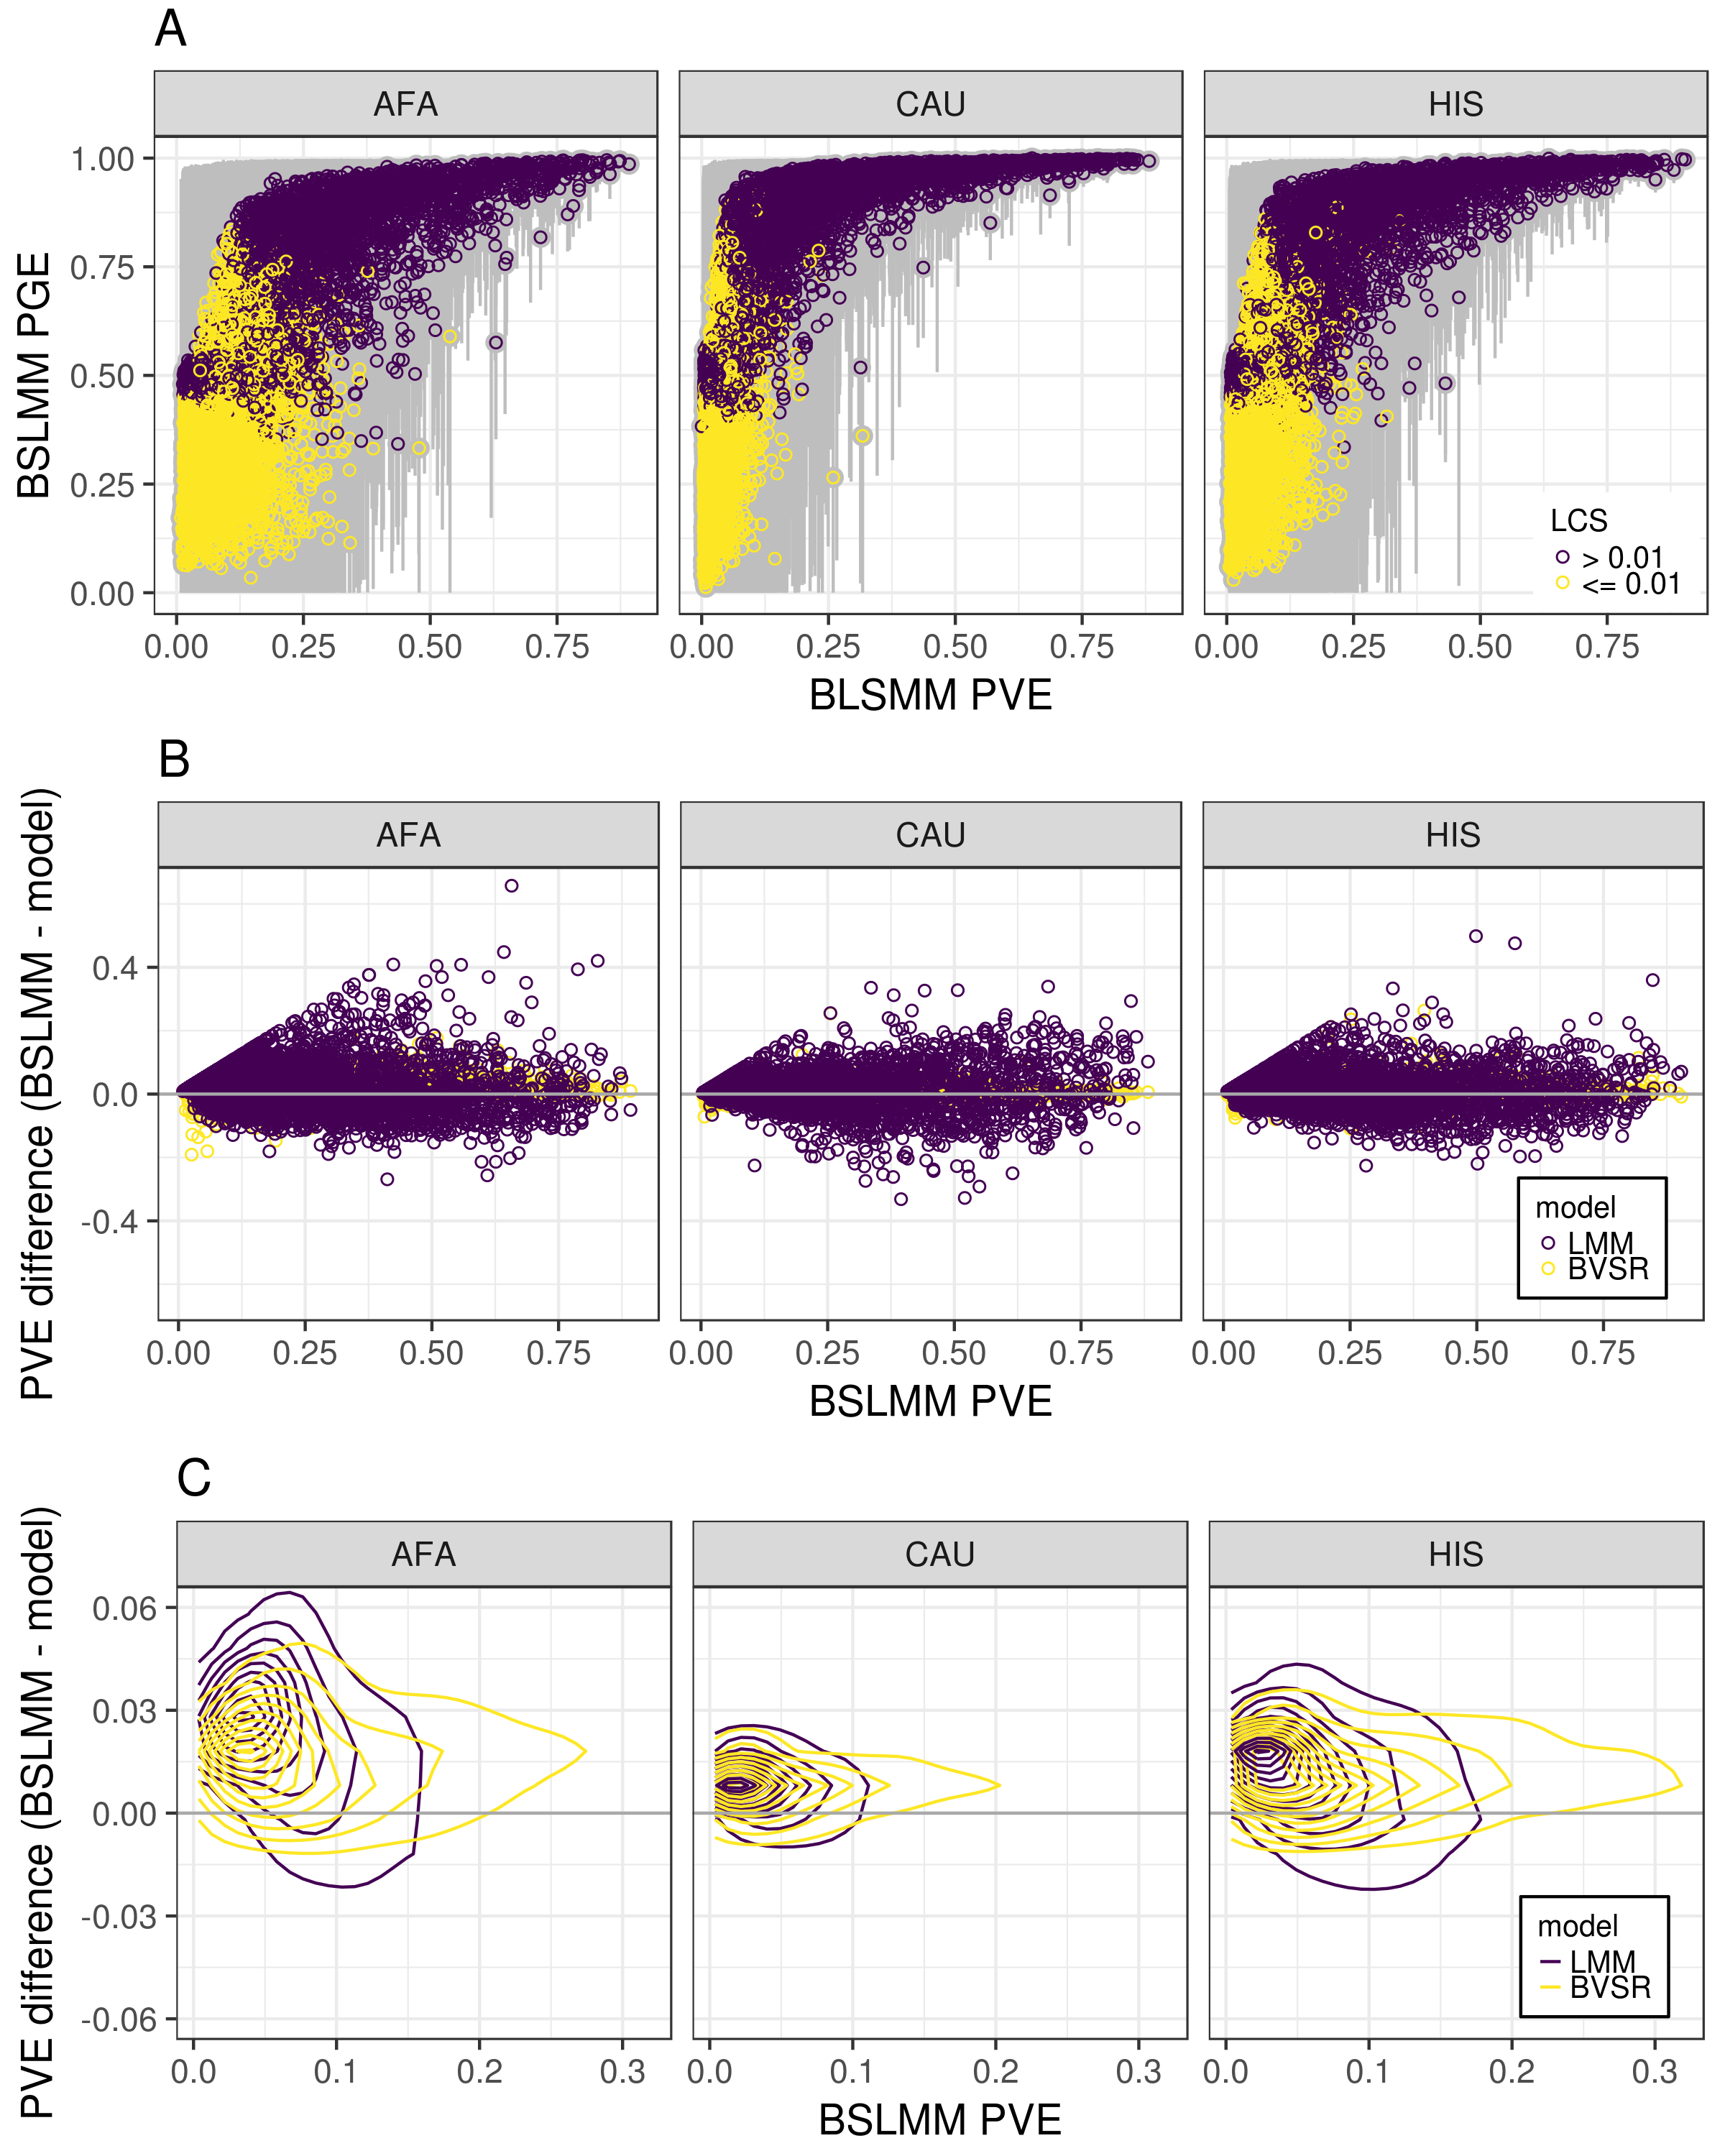 A
AFA CAU HIS
BSLMM PGE
1.00
0.75
0.50
0.25
0.00
LCS
> 0.01
<= 0.01
0.00 0.25 0.50 0.75 0.00 0.25 0.50 0.75 0.00 0.25 0.50 0.75
BLSMM PVE
B
AFA CAU HIS
PVE difference (BSLMM - model)
0.4
0.0
-0.4
model
LMM
BVSR
0.00 0.25 0.50 0.75 0.00 0.25 0.50 0.75 0.00 0.25 0.50 0.75
BSLMM PVE
C
AFA CAU HIS
PVE difference (BSLMM - model)
0.06
0.03
0.00
-0.03
-0.06
model
LMM
BVSR
0.0 0.1 0.2 0.3 0.0 0.1 0.2 0.3 0.0 0.1 0.2 0.3
BSLMM PVE